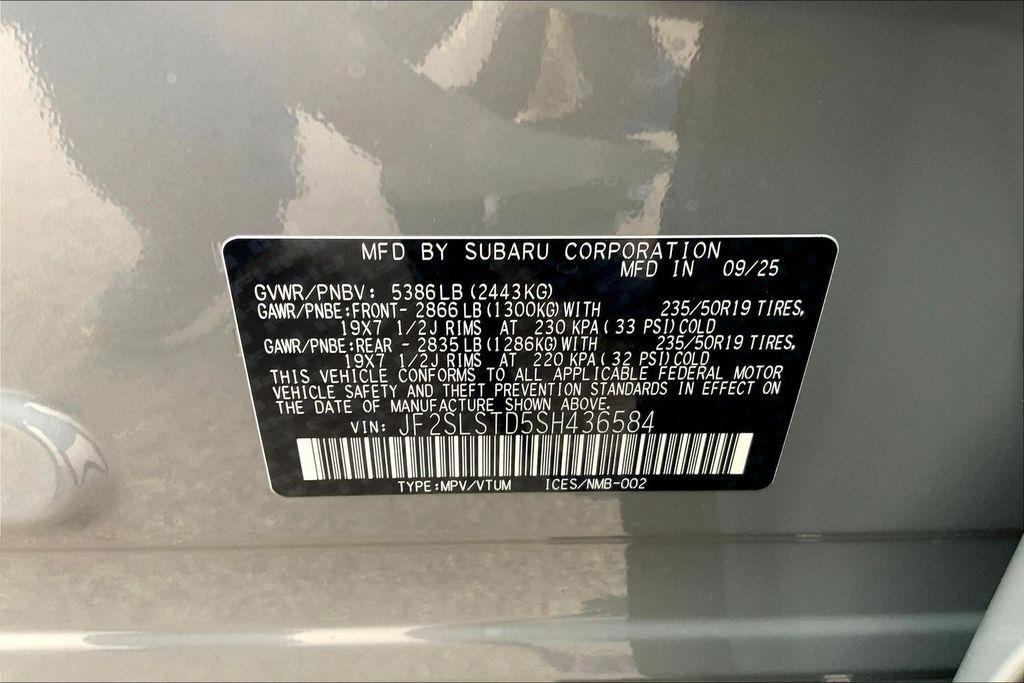 MFD BY SUBARU CORPORATION
MFD IN 09/25
GVWR/PNBV: 5386LB (2443KG)
GAWR/PNBE:FRONT- 2866LB (1300KG) WITH 235/50R19 TIRES,
19X7 1/2J RIMS AT 230 KPA ( 33 PSI) COLD
GAWR/PNBE:REAR - 2835LB (1286KG) WITH 235/50R19 TIRES,
19X7 1/2J RIMS AT 220 KPA ( 32 PSI) COLD
THIS VEHICLE CONFORMS TO ALL APPLICABLE FEDERAL MOTOR
VEHICLE SAFETY AND THEFT PREVENTION STANDARDS IN EFFECT ON
THE DATE OF MANUFACTURE SHOWN ABOVE.
VIN: JF2SLSTD5SH436584
TYPE:MPV/VTUM ICES/NMB-002